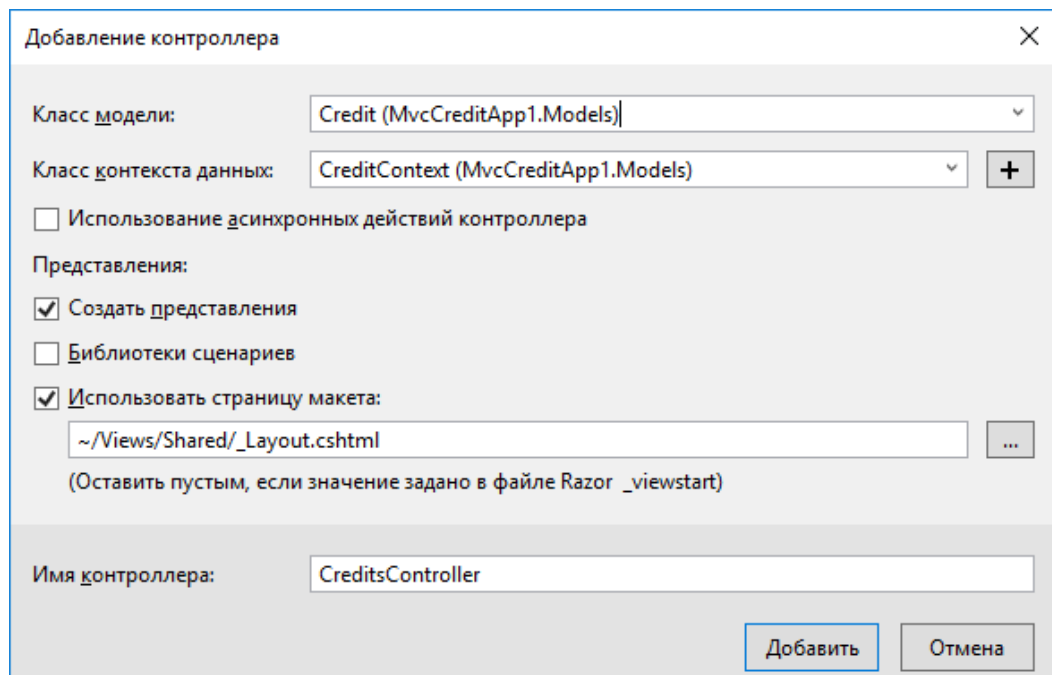 Добавление контроллера
Класс модели: Credit (MvcCreditApp1.Models)
Класс контекста данных: CreditContext (MvcCreditApp1.Models) +
Использование асинхронных действий контроллера
Представления:
Создать представления
Библиотеки сценариев
Использовать страницу макета:
~/Views/Shared/_Layout.cshtml ...
(Оставить пустым, если значение задано в файле Razor _viewstart)
Имя контроллера: CreditsController
Добавить Отмена